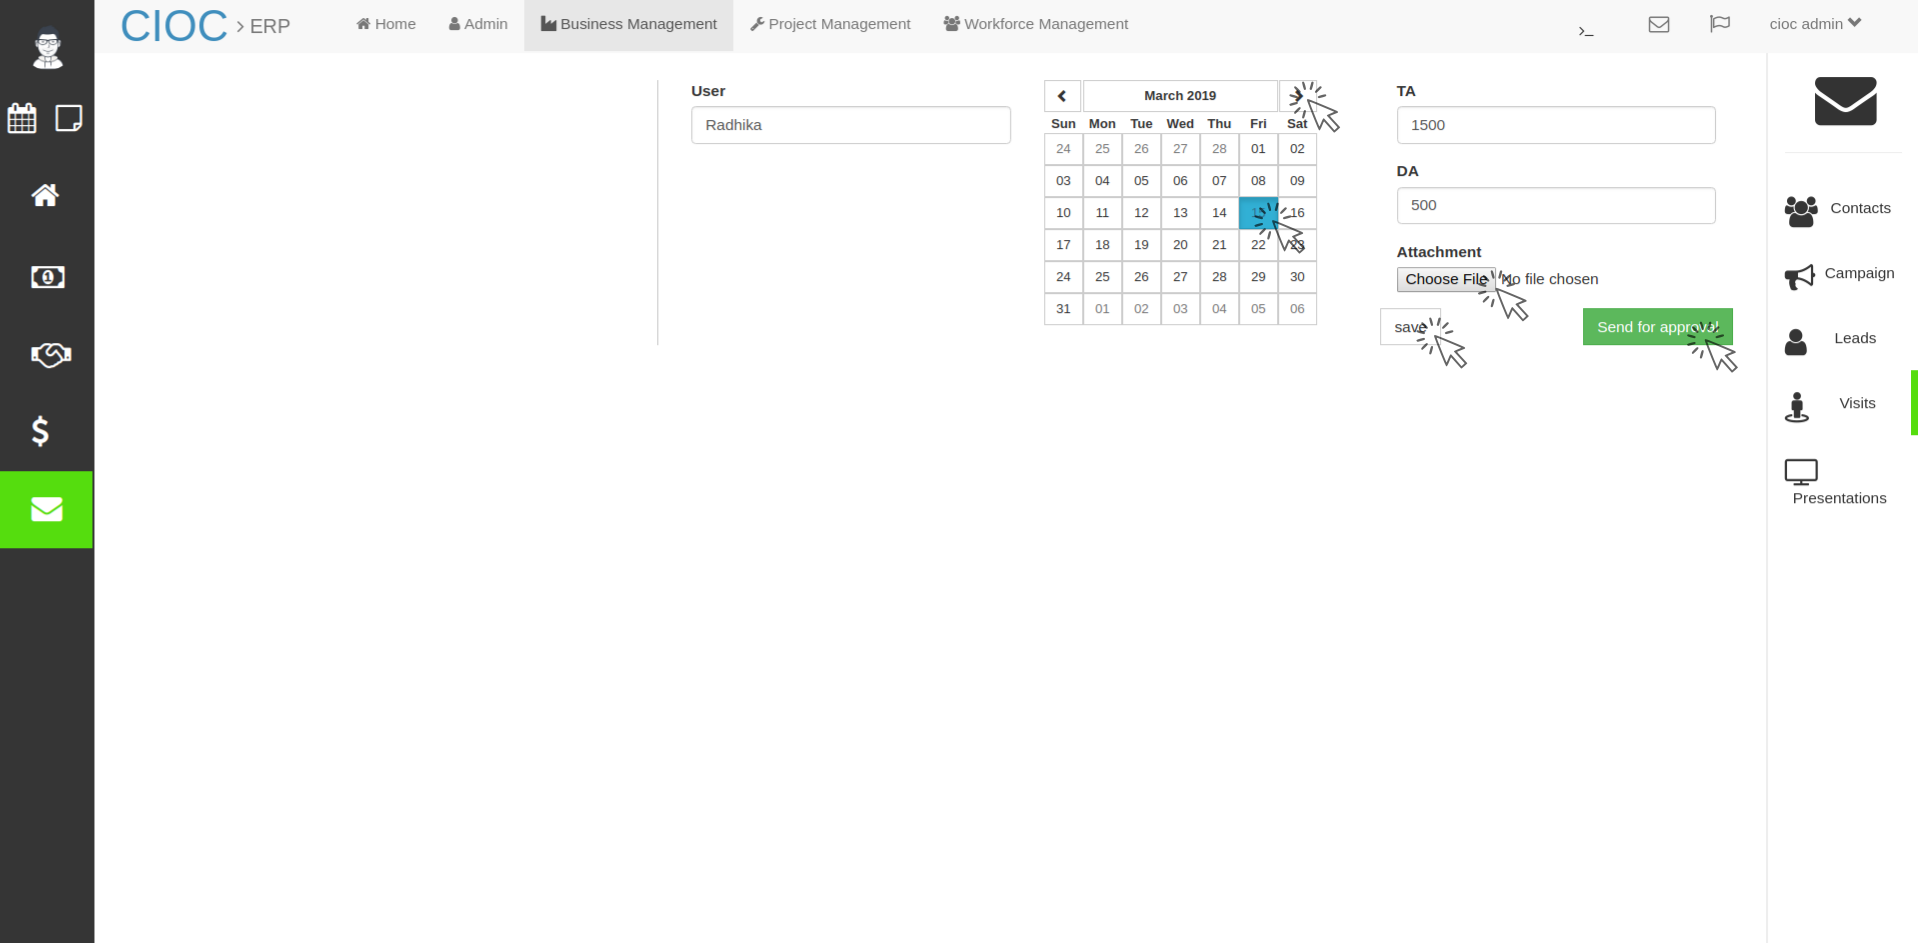 CIOC > ERP
Home
Admin
Business Management
Project Management
Workforce Management
>_
cioc admin
User
Radhika
March 2019
Sun Mon Tue Wed Thu Fri Sat
24 25 26 27 28 01 02
03 04 05 06 07 08 09
10 11 12 13 14 16
17 18 19 20 21 22 23
24 25 26 27 28 29 30
31 01 02 03 04 05 06
TA
1500
DA
500
Attachment
Choose File No file chosen
save
Send for approval
Contacts
Campaign
Leads
Visits
Presentations